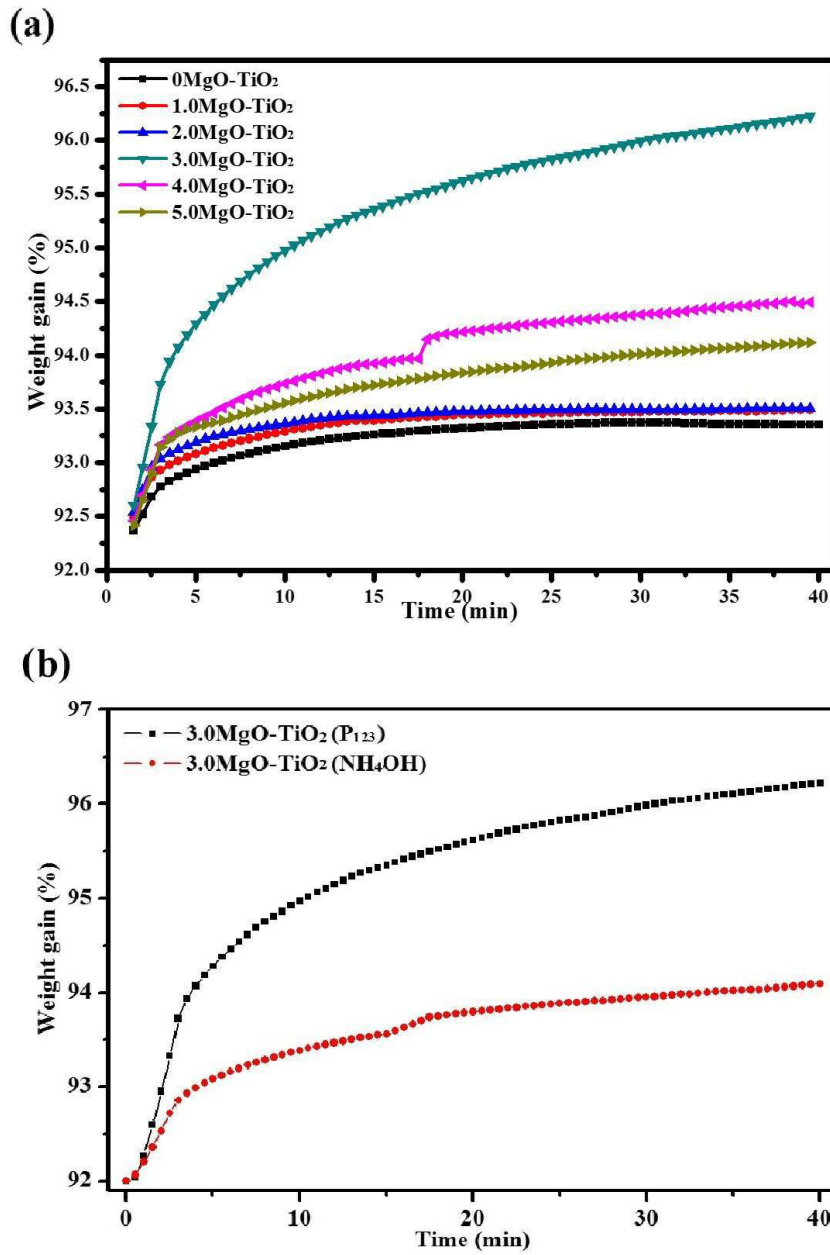 (a)
Weight gain (%)
96.5
96.0
95.5
95.0
94.5
94.0
93.5
93.0
92.5
92.0
0MgO-TiO₂
1.0MgO-TiO₂
2.0MgO-TiO₂
3.0MgO-TiO₂
4.0MgO-TiO₂
5.0MgO-TiO₂
0 5 10 15 20 25 30 35 40
Time (min)
(b)
Weight gain (%)
97
96
95
94
93
92
3.0MgO-TiO₂ (P₁₂₃)
3.0MgO-TiO₂ (NH₄OH)
0 10 20 30 40
Time (min)